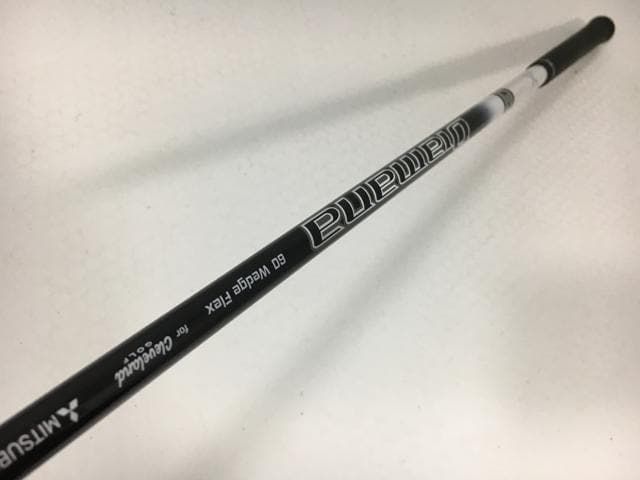 Diamana
60 Wedge Flex
for Cleveland
GOLF
MITSUB